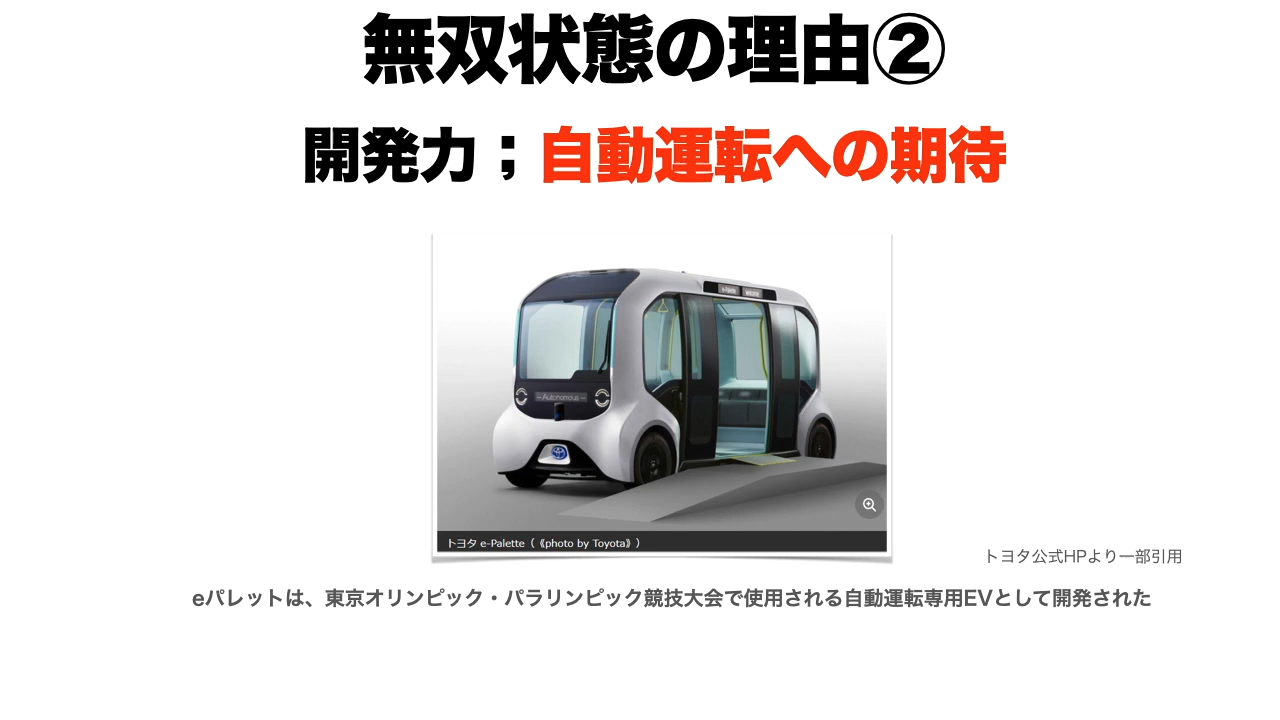 無双状態の理由②
開発力；自動運転への期待
e-Palette
Autonomous
トヨタ e-Palette（《photo by Toyota》）
トヨタ公式HPより一部引用
eパレットは、東京オリンピック・パラリンピック競技大会で使用される自動運転専用EVとして開発された